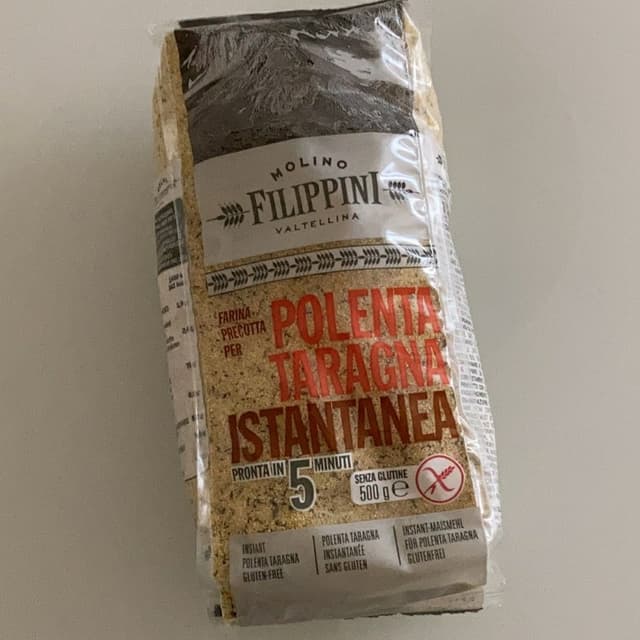 MOLINO
FILIPPINI
VALTELLINA
FARINA
PRECOTTA
PER
POLENTA
TARAGNA
ISTANTANEA
PRONTA IN 5 MINUTI
SENZA GLUTINE
500 g e
INSTANT
POLENTA TARAGNA
GLUTEN-FREE
POLENTA TARAGNA
INSTANTANÉE
SANS GLUTEN
INSTANT-MAISMEHL
FÜR POLENTA TARAGNA
GLUTENFREI